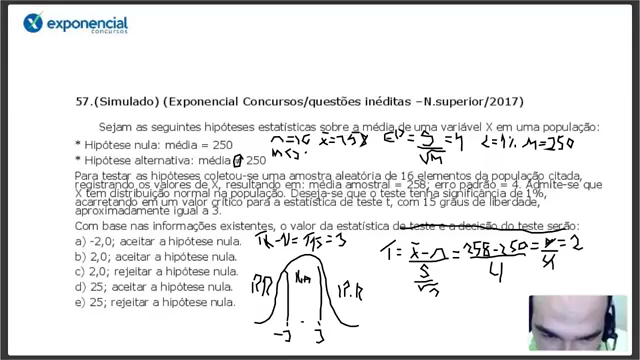 exponencial
concursos
57.(Simulado) (Exponencial Concursos/questões inéditas –N.superior/2017)
Sejam as seguintes hipóteses estatísticas sobre a média de uma variável X em uma população:
* Hipótese nula: média = 250
* Hipótese alternativa: média 250
Para testar as hipóteses coletou-se uma amostra aleatória de 16 elementos da população citada,
registrando os valores de X, resultando em: média amostral = 258; erro padrão = 4. Admite-se que
X tem distribuição normal na população. Deseja-se que o teste tenha significância de 1%,
acarretando em um valor crítico para a estatística de teste t, com 15 gráus de liberdade,
aproximadamente igual a 3.
Com base nas informações existentes, o valor da estatística de teste e a decisão do teste serão:
a) -2,0; aceitar a hipótese nula.
b) 2,0; aceitar a hipótese nula.
c) 2,0; rejeitar a hipótese nula.
d) 25; aceitar a hipótese nula.
e) 25; rejeitar a hipótese nula.
n=16 x̄=258
= 4
μ=250
= 3
258-250
4
= 2
-3
3